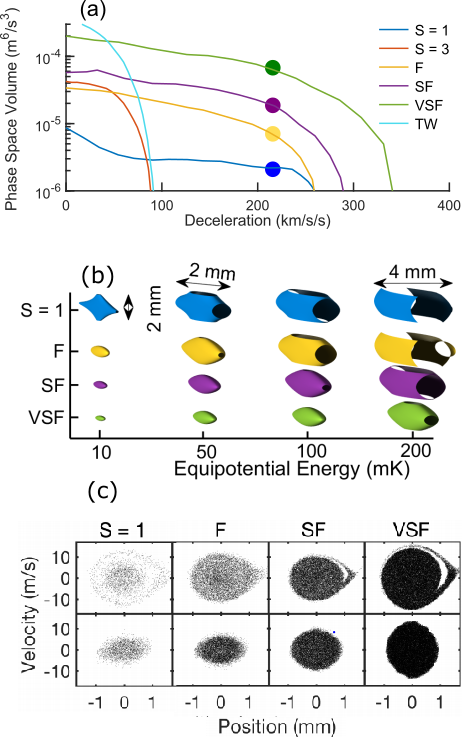 (a)
Phase Space Volume (m⁶/s³)
10⁻⁴
10⁻⁵
10⁻⁶
0 100 200 300 400
Deceleration (km/s/s)
S = 1
S = 3
F
SF
VSF
TW
(b)
2 mm
4 mm
2 mm
S = 1
F
SF
VSF
10 50 100 200
Equipotential Energy (mK)
(c)
S = 1 F SF VSF
Velocity (m/s)
10
0
-10
10
0
-10
-1 0 1 -1 0 1 -1 0 1 -1 0 1
Position (mm)